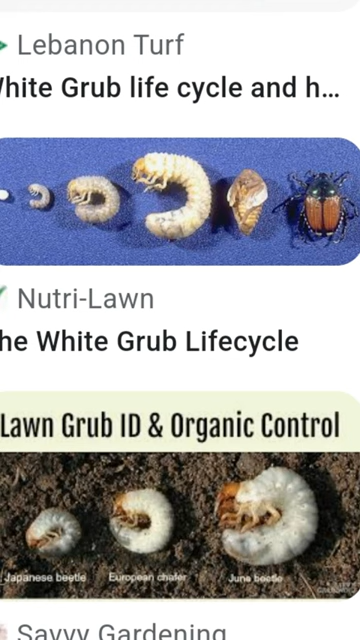 Lebanon Turf
White Grub life cycle and h...
Nutri-Lawn
he White Grub Lifecycle
Lawn Grub ID & Organic Control
Japanese beetle European chafer June beetle
Savvy Gardening